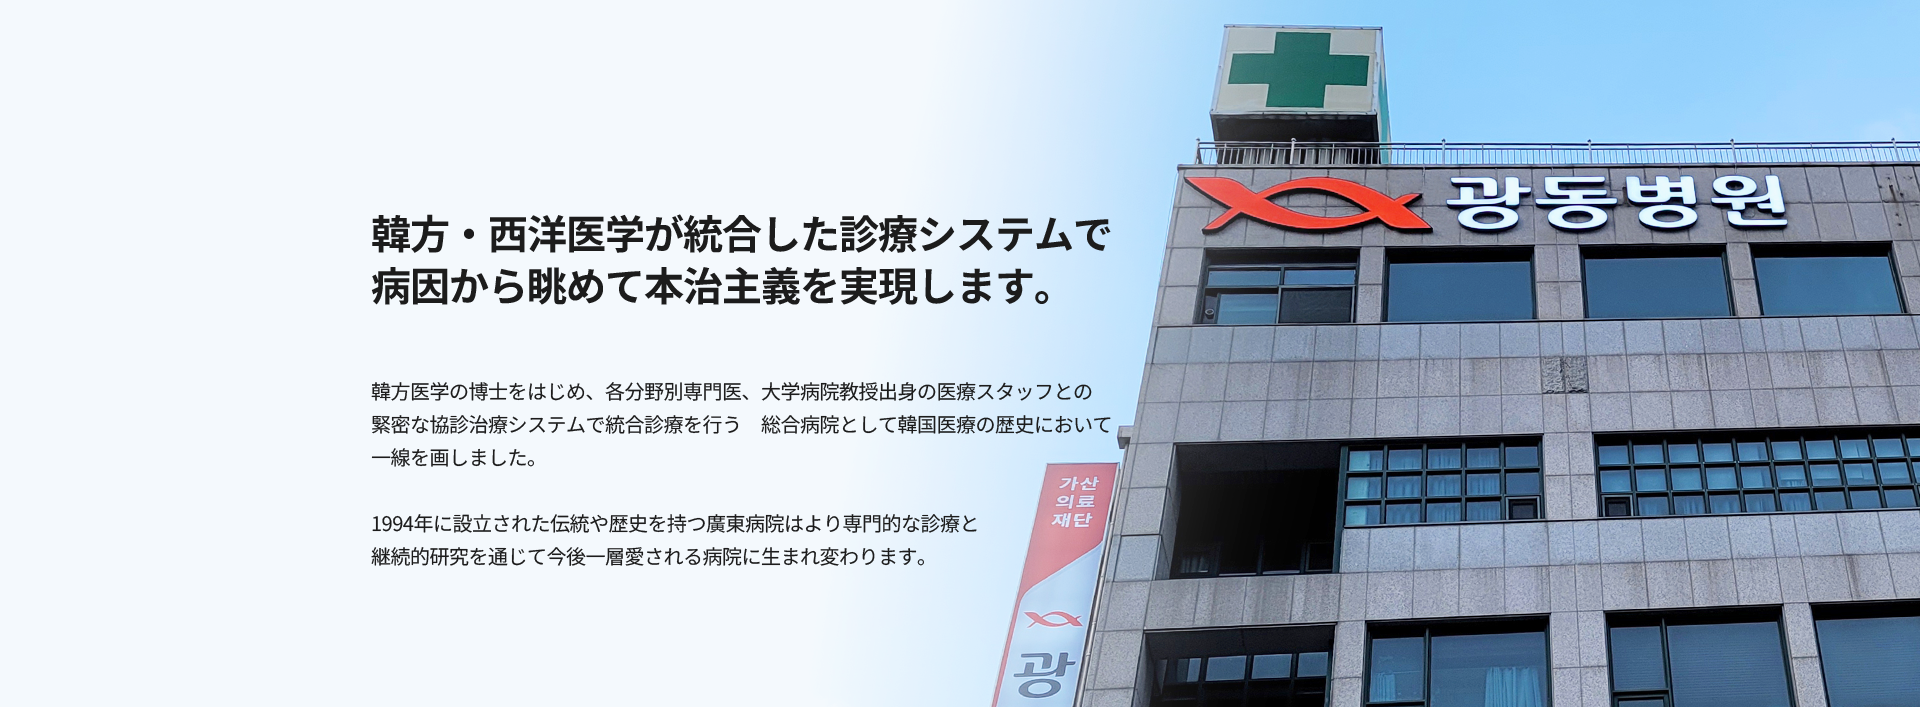 韓方・西洋医学が統合した診療システムで
病因から眺めて本治主義を実現します。
韓方医学の博士をはじめ、各分野別専門医、大学病院教授出身の医療スタッフとの
緊密な協診治療システムで統合診療を行う　総合病院として韓国医療の歴史において
一線を画しました。
1994年に設立された伝統や歴史を持つ廣東病院はより専門的な診療と
継続的研究を通じて今後一層愛される病院に生まれ変わります。
광동병원
가산
의료
재단
광